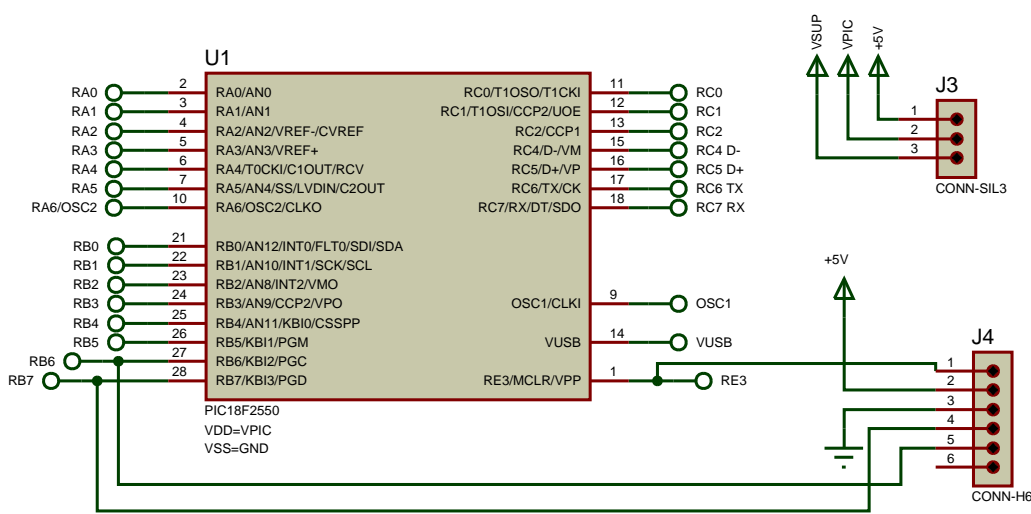 U1
RA0 2 RA0/AN0 RC0/T1OSO/T1CKI 11 RC0
RA1 3 RA1/AN1 RC1/T1OSI/CCP2/UOE 12 RC1
RA2 4 RA2/AN2/VREF-/CVREF RC2/CCP1 13 RC2
RA3 5 RA3/AN3/VREF+ RC4/D-/VM 15 RC4 D-
RA4 6 RA4/T0CKI/C1OUT/RCV RC5/D+/VP 16 RC5 D+
RA5 7 RA5/AN4/SS/LVDIN/C2OUT RC6/TX/CK 17 RC6 TX
RA6/OSC2 10 RA6/OSC2/CLKO RC7/RX/DT/SDO 18 RC7 RX
RB0 21 RB0/AN12/INT0/FLT0/SDI/SDA
RB1 22 RB1/AN10/INT1/SCK/SCL
RB2 23 RB2/AN8/INT2/VMO
RB3 24 RB3/AN9/CCP2/VPO OSC1/CLKI 9 OSC1
RB4 25 RB4/AN11/KBI0/CSSPP
RB5 26 RB5/KBI1/PGM VUSB 14 VUSB
RB6 27 RB6/KBI2/PGC
RB7 28 RB7/KBI3/PGD RE3/MCLR/VPP 1 RE3
PIC18F2550
VDD=VPIC
VSS=GND
VSUP
VPIC
+5V
J3
1
2
3
CONN-SIL3
+5V
J4
1
2
3
4
5
6
CONN-H6